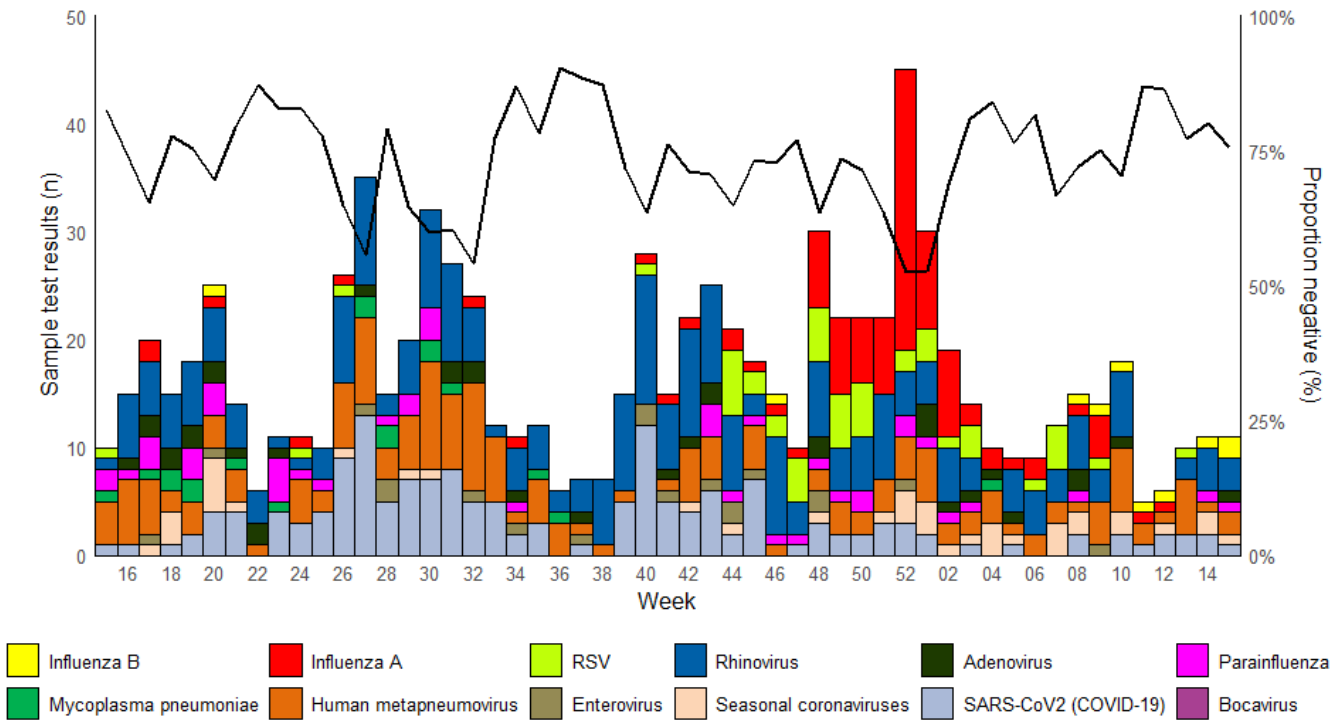 50
40
30
20
10
0
Sample test results (n)
100%
75%
50%
25%
0%
Proportion negative (%)
16 18 20 22 24 26 28 30 32 34 36 38 40 42 44 46 48 50 52 02 04 06 08 10 12 14
Week
Influenza B Influenza A RSV Rhinovirus Adenovirus Parainfluenza
Mycoplasma pneumoniae Human metapneumovirus Enterovirus Seasonal coronaviruses SARS-CoV2 (COVID-19) Bocavirus